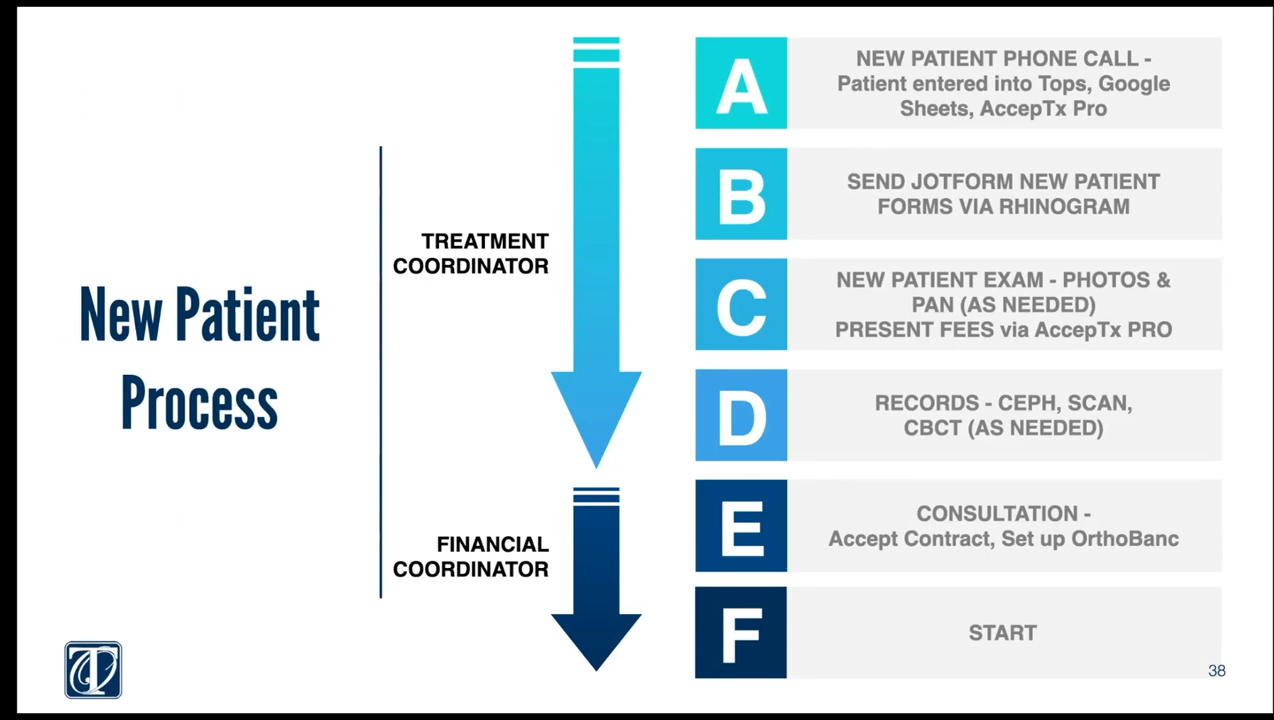 New Patient
Process
TREATMENT
COORDINATOR
FINANCIAL
COORDINATOR
A
NEW PATIENT PHONE CALL -
Patient entered into Tops, Google
Sheets, AccepTx Pro
B
SEND JOTFORM NEW PATIENT
FORMS VIA RHINOGRAM
C
NEW PATIENT EXAM - PHOTOS &
PAN (AS NEEDED)
PRESENT FEES via AccepTx PRO
D
RECORDS - CEPH, SCAN,
CBCT (AS NEEDED)
E
CONSULTATION -
Accept Contract, Set up OrthoBanc
F
START
38